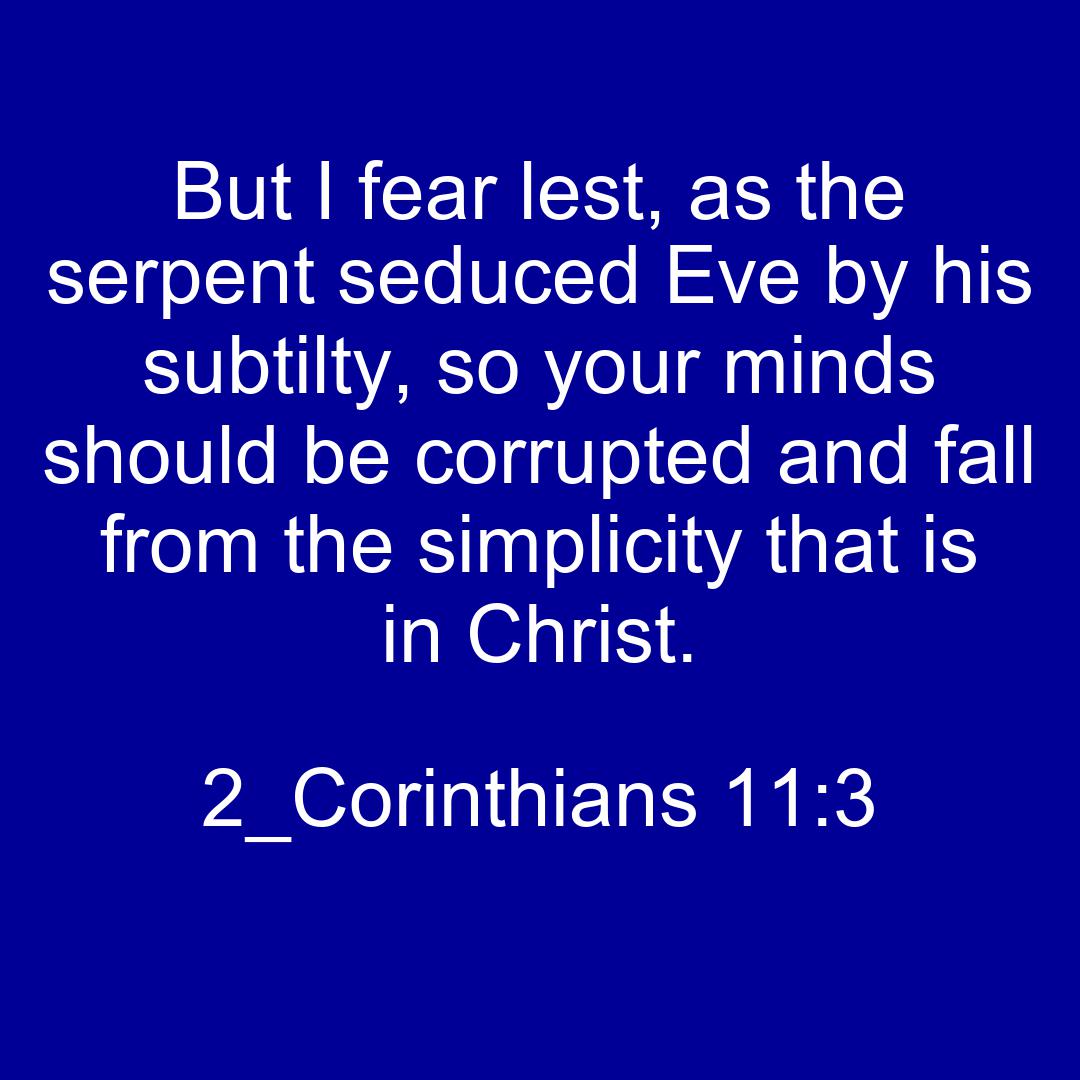 But I fear lest, as the
serpent seduced Eve by his
subtilty, so your minds
should be corrupted and fall
from the simplicity that is
in Christ.
2_Corinthians 11:3